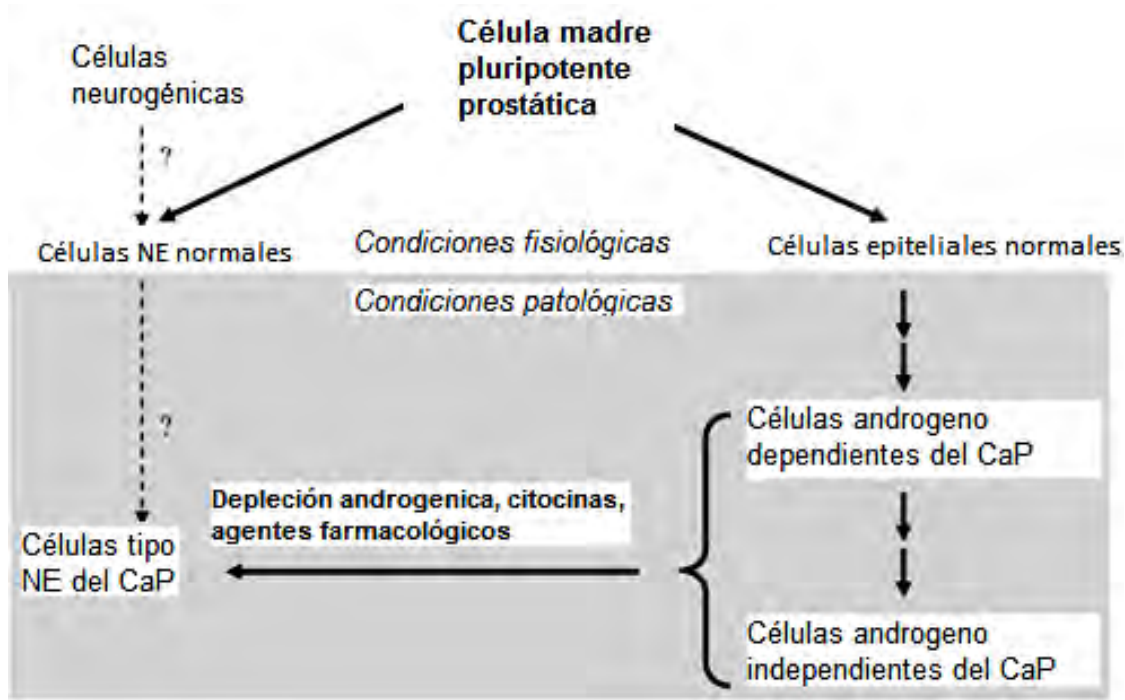 Célula madre
pluripotente
prostática
Células
neurogénicas
?
Células NE normales
Condiciones fisiológicas
Células epiteliales normales
Condiciones patológicas
?
Células androgeno
dependientes del CaP
Depleción androgenica, citocinas,
agentes farmacológicos
Células tipo
NE del CaP
Células androgeno
independientes del CaP